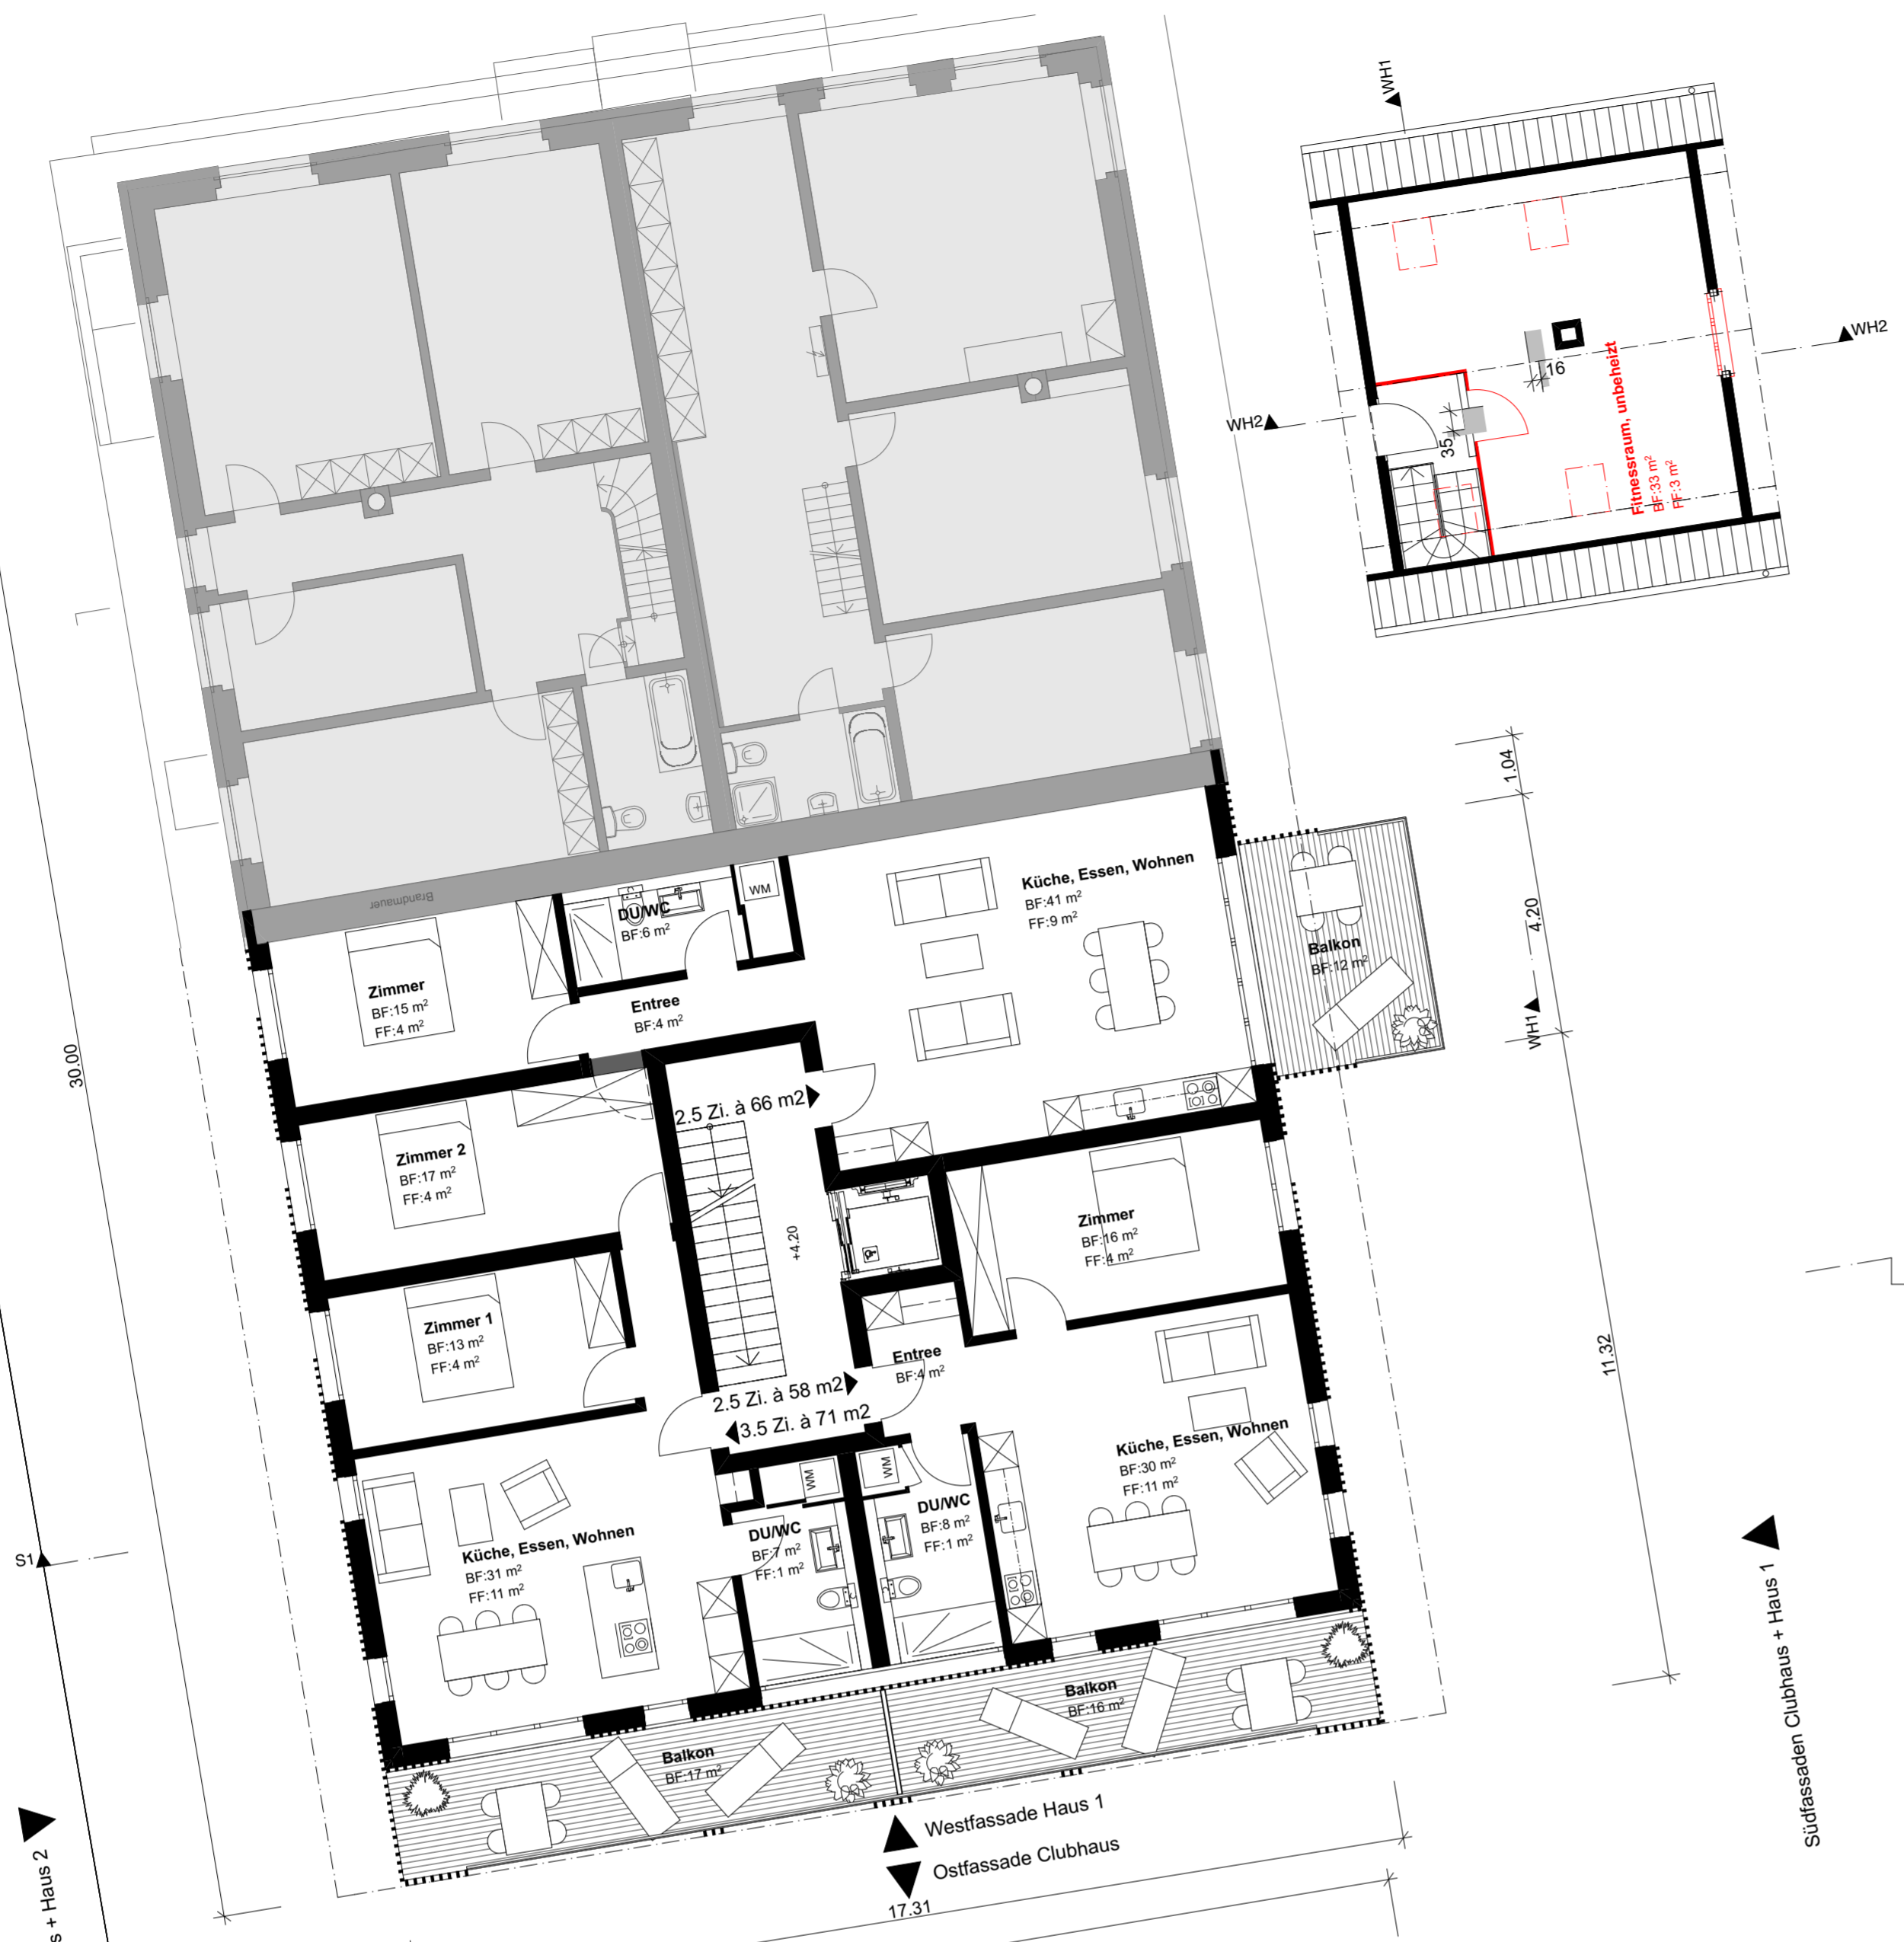 WH1
WH2
WH2
16
35
Fitnessraum, unbeheizt
BF:33 m²
FF:3 m²
1.04
4.20
WH1
11.32
30.00
Brandmauer
WM
DU/WC
BF:6 m²
Küche, Essen, Wohnen
BF:41 m²
FF:9 m²
Balkon
BF:12 m²
Zimmer
BF:15 m²
FF:4 m²
Entree
BF:4 m²
2.5 Zi. à 66 m2
Zimmer 2
BF:17 m²
FF:4 m²
+4.20
Zimmer
BF:16 m²
FF:4 m²
Zimmer 1
BF:13 m²
FF:4 m²
Entree
BF:4 m²
2.5 Zi. à 58 m2
3.5 Zi. à 71 m2
Küche, Essen, Wohnen
BF:30 m²
FF:11 m²
WM
WM
DU/WC
BF:8 m²
FF:1 m²
DU/WC
BF:7 m²
FF:1 m²
Küche, Essen, Wohnen
BF:31 m²
FF:11 m²
S1
Balkon
BF:16 m²
Balkon
BF:17 m²
Westfassade Haus 1
Ostfassade Clubhaus
17.31
Südfassaden Clubhaus + Haus 1
s + Haus 2